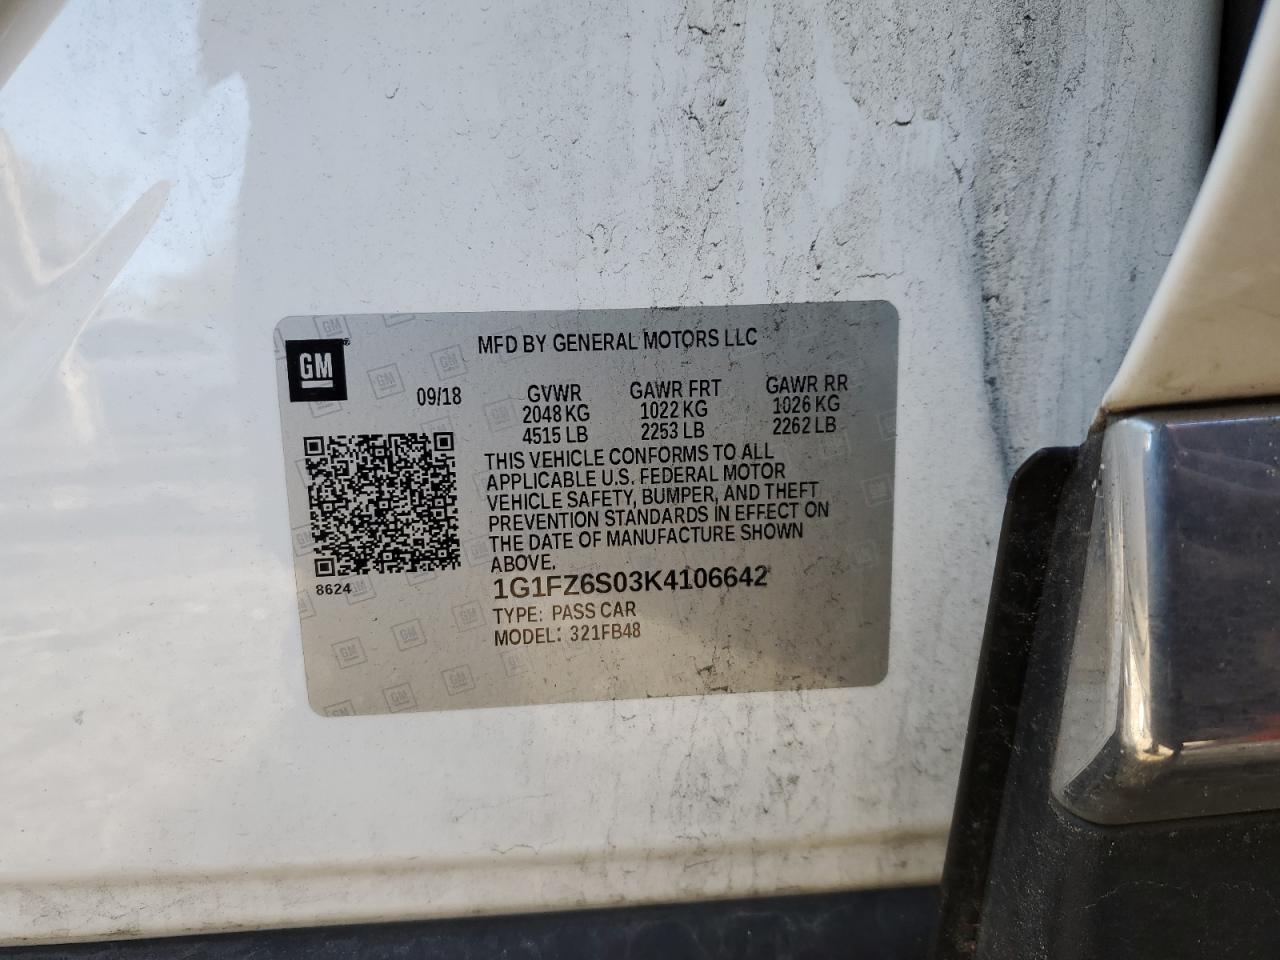 GM
MFD BY GENERAL MOTORS LLC
09/18
GVWR GAWR FRT GAWR RR
2048 KG 1022 KG 1026 KG
4515 LB 2253 LB 2262 LB
THIS VEHICLE CONFORMS TO ALL
APPLICABLE U.S. FEDERAL MOTOR
VEHICLE SAFETY, BUMPER, AND THEFT
PREVENTION STANDARDS IN EFFECT ON
THE DATE OF MANUFACTURE SHOWN
ABOVE.
8624
1G1FZ6S03K4106642
TYPE: PASS CAR
MODEL: 321FB48